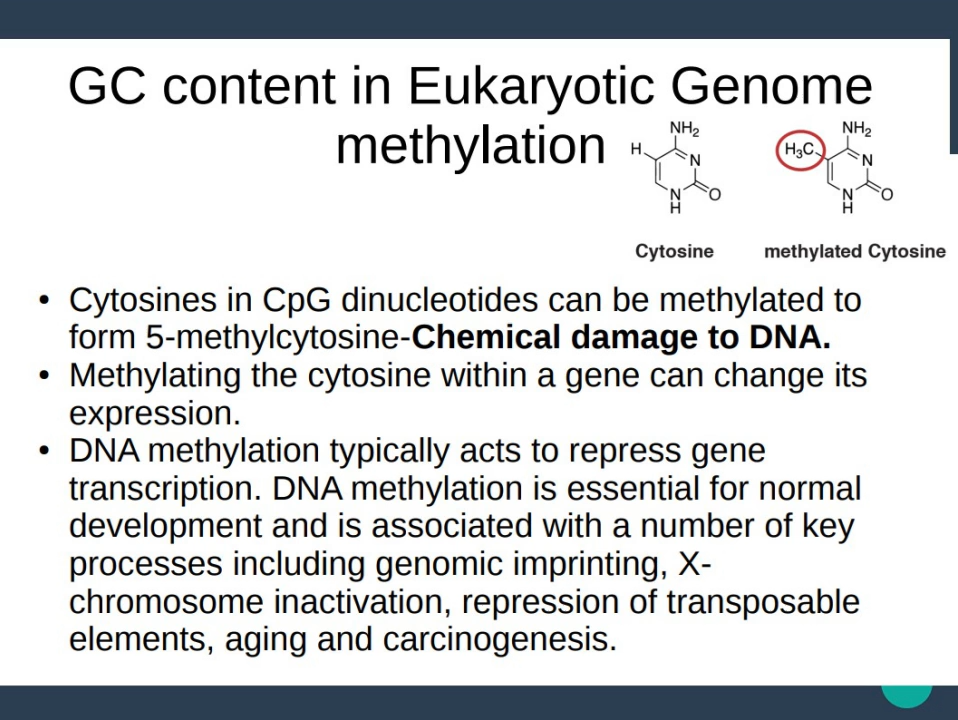 GC content in Eukaryotic Genome
methylation
NH₂
H
N
N
H
O
Cytosine
NH₂
H₃C
N
N
H
O
methylated Cytosine
• Cytosines in CpG dinucleotides can be methylated to
form 5-methylcytosine-Chemical damage to DNA.
• Methylating the cytosine within a gene can change its
expression.
• DNA methylation typically acts to repress gene
transcription. DNA methylation is essential for normal
development and is associated with a number of key
processes including genomic imprinting, X-
chromosome inactivation, repression of transposable
elements, aging and carcinogenesis.